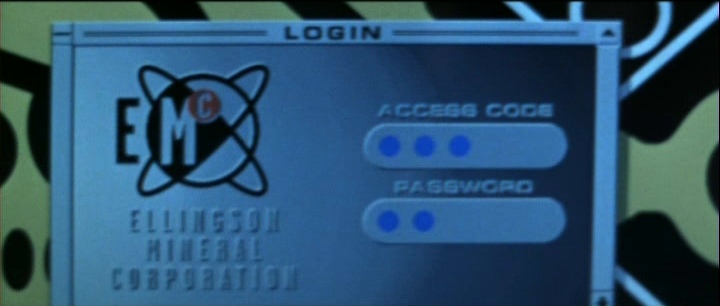 LOGIN
EMC
ELLINGSON
MINERAL
CORPORATION
ACCESS CODE
PASSWORD